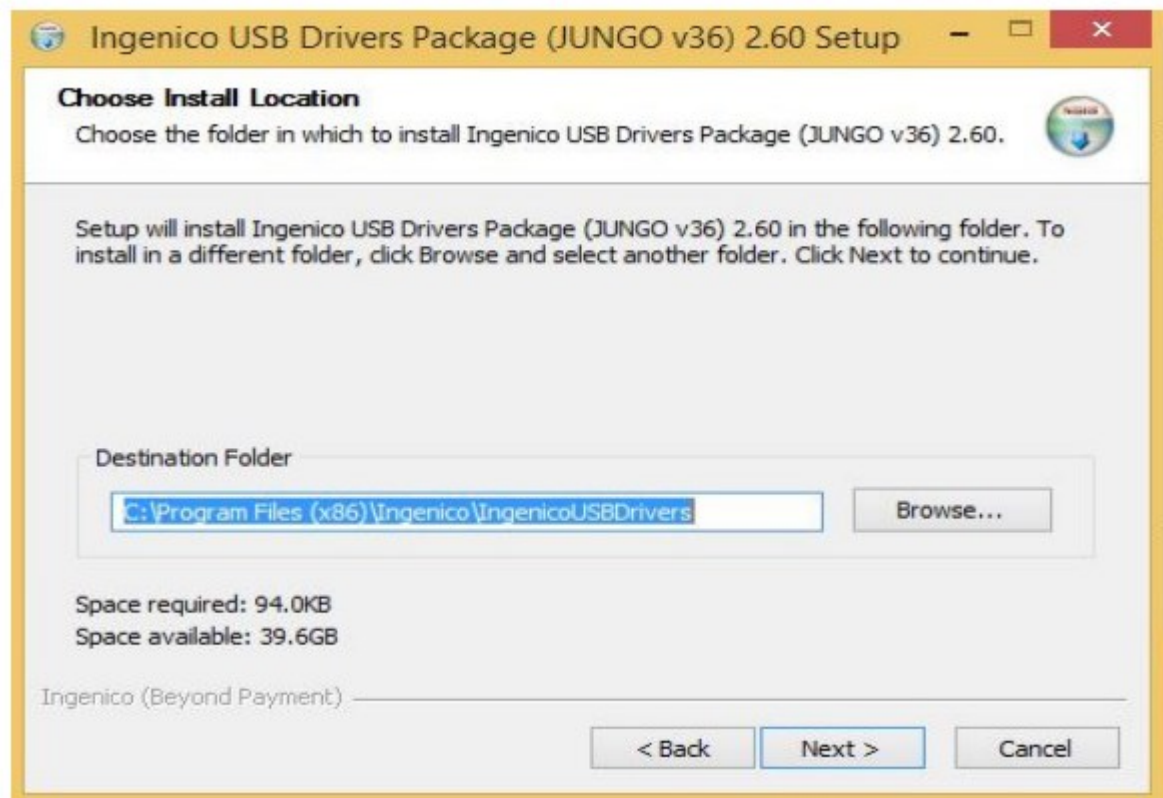 Ingenico USB Drivers Package (JUNGO v36) 2.60 Setup
Choose Install Location
Choose the folder in which to install Ingenico USB Drivers Package (JUNGO v36) 2.60.
Setup will install Ingenico USB Drivers Package (JUNGO v36) 2.60 in the following folder. To
install in a different folder, click Browse and select another folder. Click Next to continue.
Destination Folder
C:\Program Files (x86)\Ingenico\IngenicoUSBDrivers
Browse...
Space required: 94.0KB
Space available: 39.6GB
Ingenico (Beyond Payment)
< Back Next > Cancel